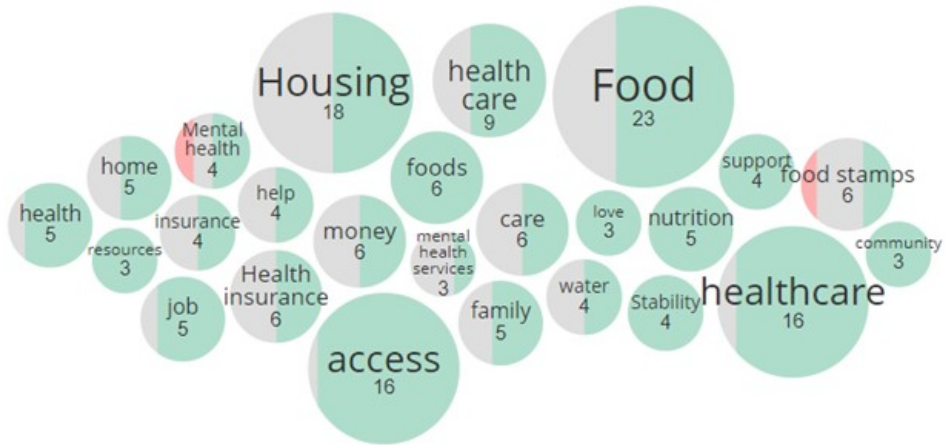 Housing
18
health
care
9
Food
23
Mental
health
4
home
5
foods
6
support
4
food stamps
6
health
5
insurance
4
help
4
money
6
mental
health
services
3
care
6
love
3
nutrition
5
community
3
resources
3
job
5
Health
insurance
6
access
16
family
5
water
4
Stability
4
healthcare
16